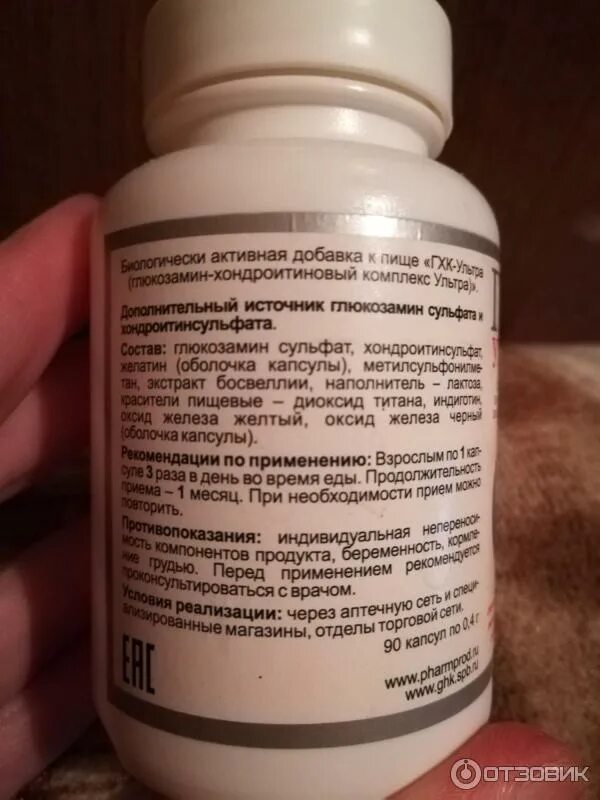 Биологически активная добавка к пище «ГХК-Ультра
(глюкозамин-хондроитиновый комплекс Ультра)».
Дополнительный источник глюкозамин сульфата и
хондроитинсульфата.
Состав: глюкозамин сульфат, хондроитинсульфат,
желатин (оболочка капсулы), метилсульфонилме-
тан, экстракт босвеллии, наполнитель – лактоза,
красители пищевые – диоксид титана, индиготин,
оксид железа желтый, оксид железа черный
(оболочка капсулы).
Рекомендации по применению: Взрослым по 1 кап-
суле 3 раза в день во время еды. Продолжительность
приема – 1 месяц. При необходимости прием можно
повторить.
Противопоказания: индивидуальная неперенoси-
мость компонентов продукта, беременность, кормле-
ние грудью. Перед применением рекомендуется
проконсультироваться с врачом.
Условия реализации: через аптечную сеть и специ-
ализированные магазины, отделы торговой сети.
90 капсул по 0,4 г
EAC
www.pharmprod.ru
www.ghk.spb.ru
ОТЗОВИК